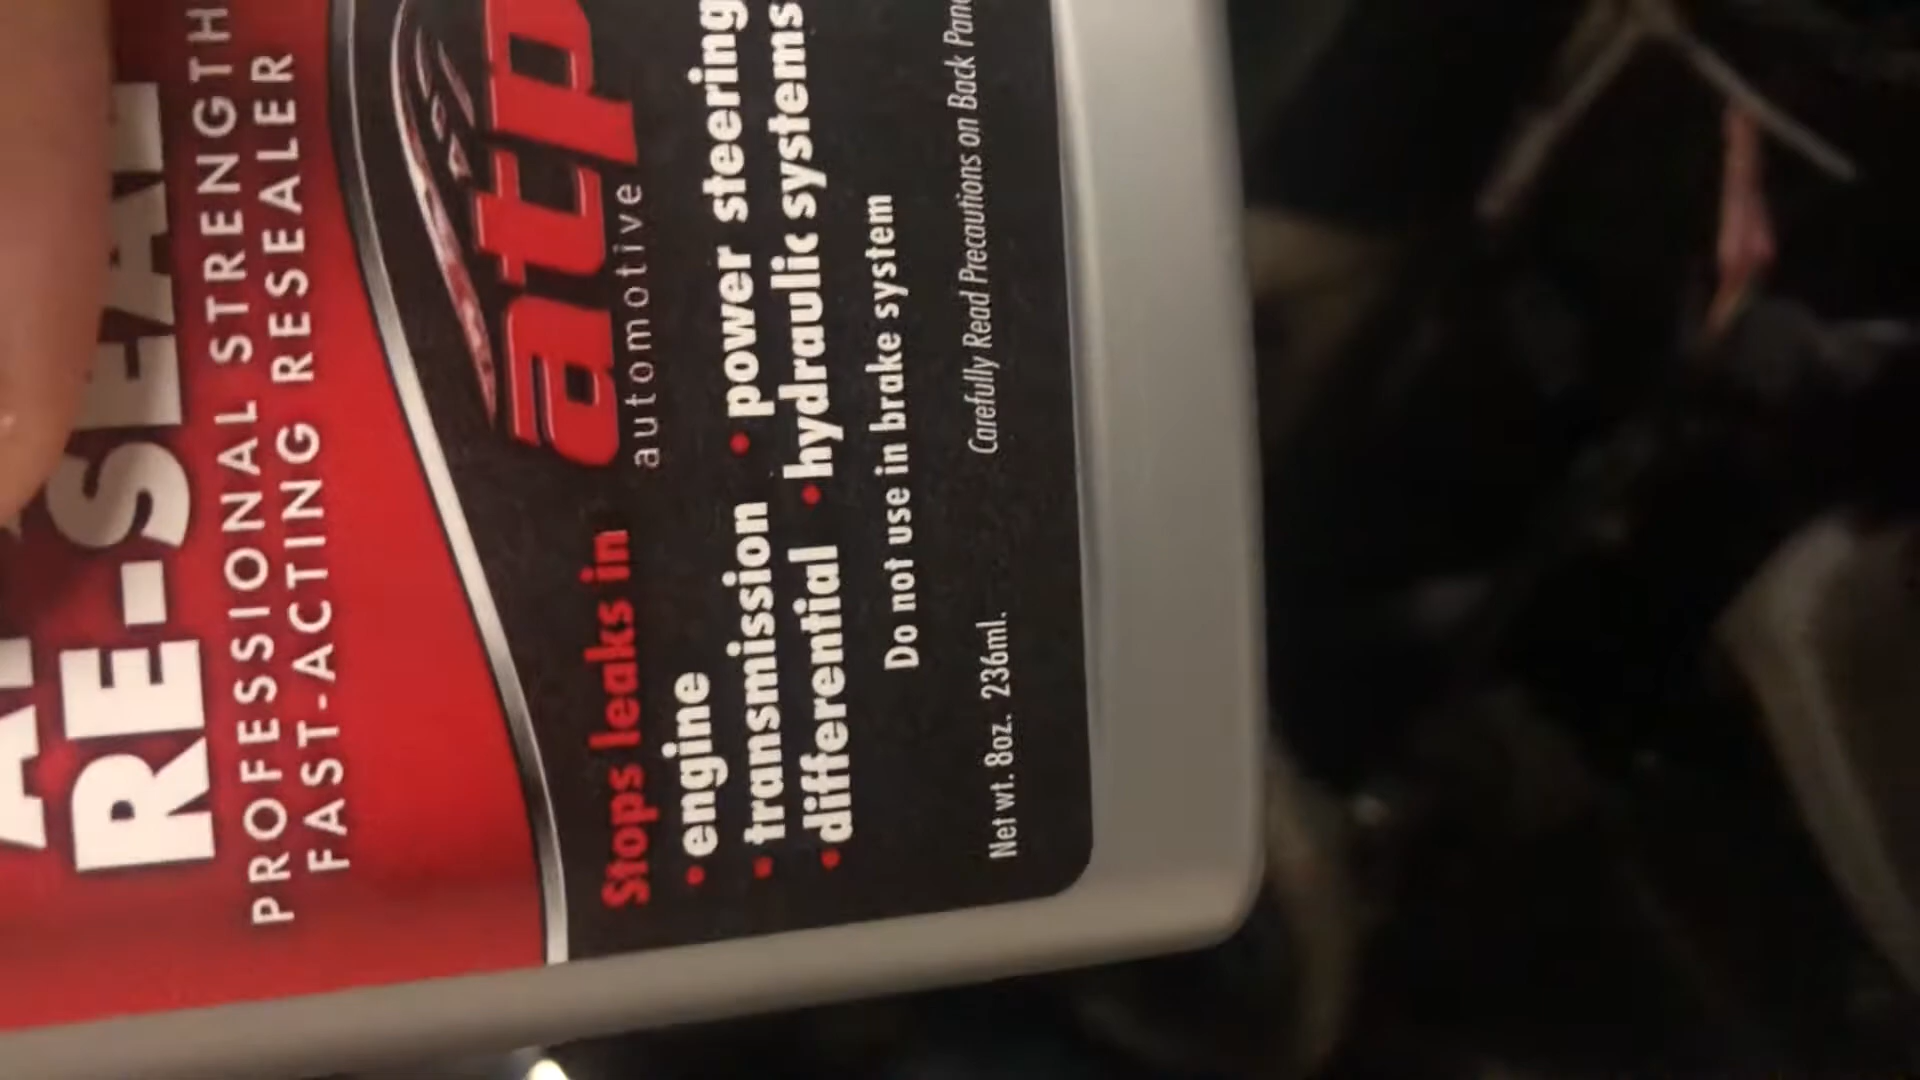 RE-SEAL
PROFESSIONAL STRENGTH
FAST-ACTING RESEALER
atp
automotive
Stops leaks in
• engine
• transmission • power steering
• differential • hydraulic systems
Do not use in brake system
Net wt. 8oz. 236ml. Carefully Read Precautions on Back